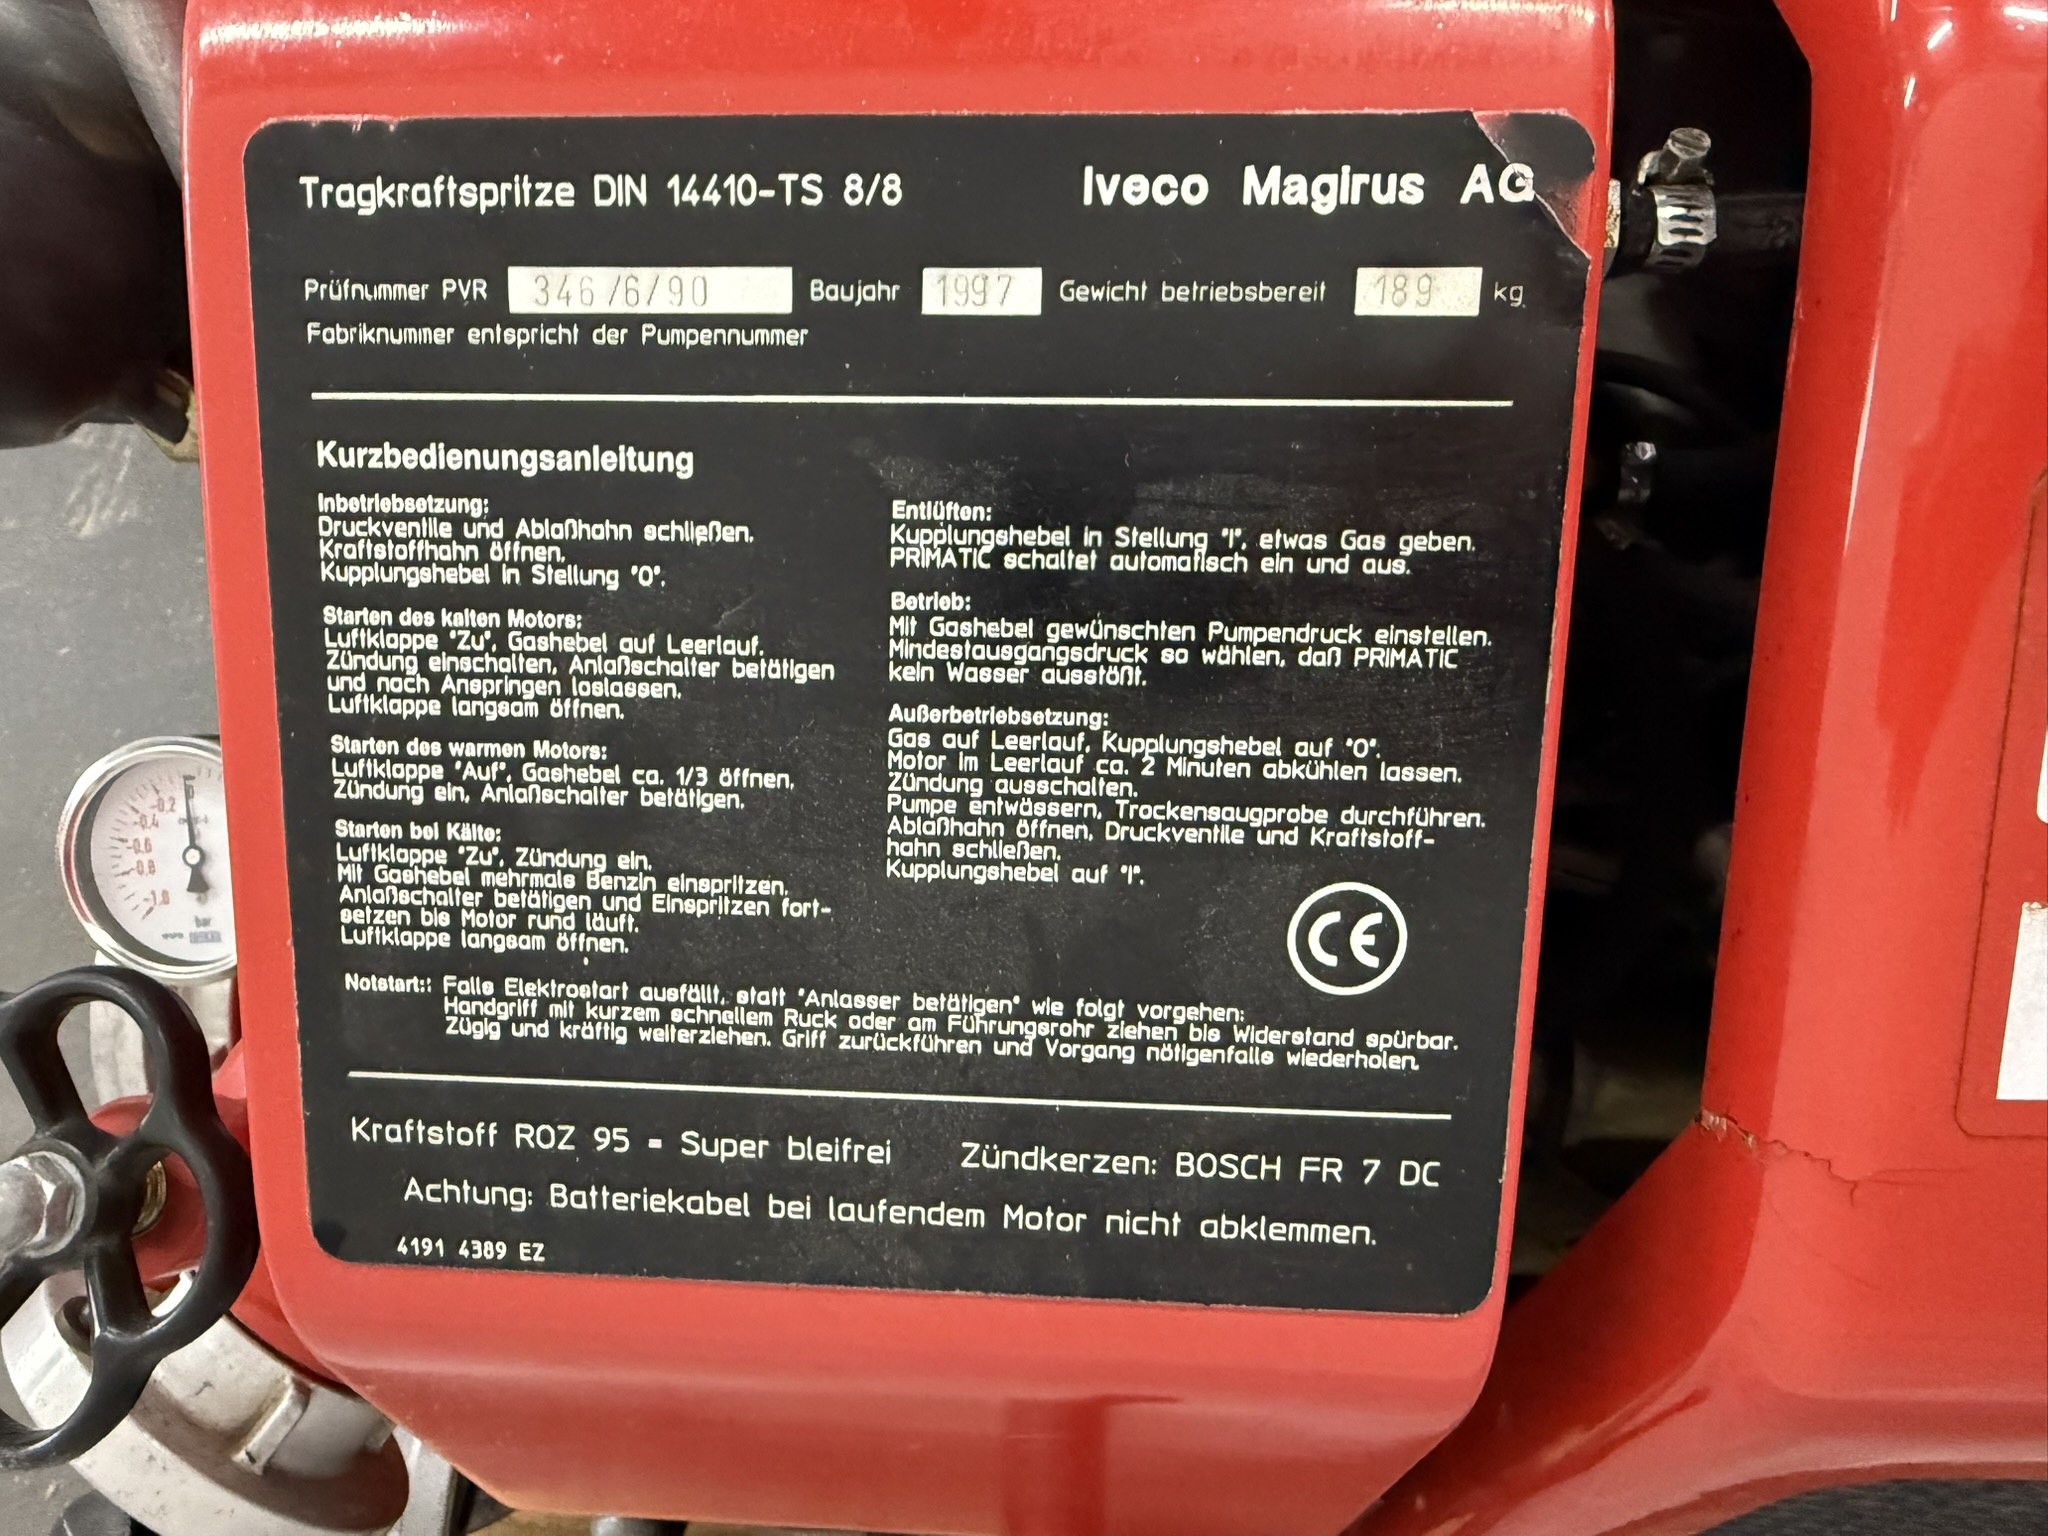 Tragkraftspritze DIN 14410-TS 8/8
Iveco Magirus AG
Prüfnummer PVR 346/6/90 Baujahr 1997 Gewicht betriebsbereit 189 kg
Fabriknummer entspricht der Pumpennummer
Kurzbedienungsanleitung
Inbetriebsetzung:
Druckventile und Ablaßhahn schließen.
Kraftstoffhahn öffnen.
Kupplungshebel in Stellung "0".
Starten des kalten Motors:
Luftklappe "Zu", Gashebel auf Leerlauf.
Zündung einschalten, Anlaßschalter betätigen
und nach Anspringen loslassen.
Luftklappe langsam öffnen.
Starten des warmen Motors:
Luftklappe "Auf", Gashebel ca. 1/3 öffnen,
Zündung ein, Anlaßschalter betätigen.
Starten bei Kälte:
Luftklappe "Zu", Zündung ein.
Mit Gashebel mehrmals Benzin einspritzen.
Anlaßschalter betätigen und Einspritzen fort-
setzen bis Motor rund läuft.
Luftklappe langsam öffnen.
Entlüften:
Kupplungshebel in Stellung "I", etwas Gas geben.
PRIMATIC schaltet automatisch ein und aus.
Betrieb:
Mit Gashebel gewünschten Pumpendruck einstellen.
Mindestausgangsdruck so wählen, daß PRIMATIC
kein Wasser ausstößt.
Außerbetriebsetzung:
Gas auf Leerlauf, Kupplungshebel auf "0".
Motor im Leerlauf ca. 2 Minuten abkühlen lassen.
Zündung ausschalten.
Pumpe entwässern, Trockensaugprobe durchführen.
Ablaßhahn öffnen, Druckventile und Kraftstoff-
hahn schließen.
Kupplungshebel auf "I".
CE
Notstart:: Falls Elektrostart ausfällt, statt "Anlasser betätigen" wie folgt vorgehen:
Handgriff mit kurzem schnellem Ruck oder am Führungsrohr ziehen bis Widerstand spürbar.
Zügig und kräftig weiterziehen. Griff zurückführen und Vorgang nötigenfalls wiederholen.
Kraftstoff ROZ 95 = Super bleifrei Zündkerzen: BOSCH FR 7 DC
Achtung: Batteriekabel bei laufendem Motor nicht abklemmen.
4191 4389 EZ
-0.2
-0.4
-0.6
-0.8
-1.0
bar